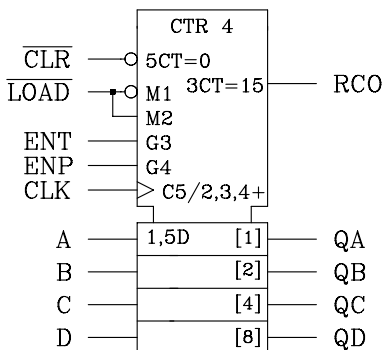 CTR 4
CLR 5CT=0
3CT=15 RCO
LOAD M1
M2
ENT G3
ENP G4
CLK C5/2,3,4+
A 1,5D [1] QA
B [2] QB
C [4] QC
D [8] QD